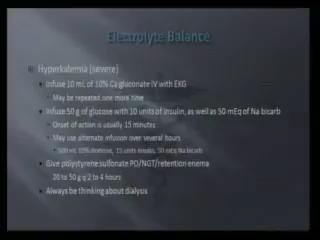 Electrolyte Balance
Hyperkalemia (severe)
Infuse 10 mL of 10% Ca gluconate IV with EKG
May be repeated one more time
Infuse 50 g of glucose with 10 units of insulin, as well as 50 mEq of Na bicarb
Onset of action is usually 15 minutes
May use alternate infusion over several hours
500 mL 10% dextrose, 15 units insulin, 50 mEq Na bicarb
Give polystyrene sulfonate PO/NGT/retention enema
20 to 50 g q 2 to 4 hours
Always be thinking about dialysis